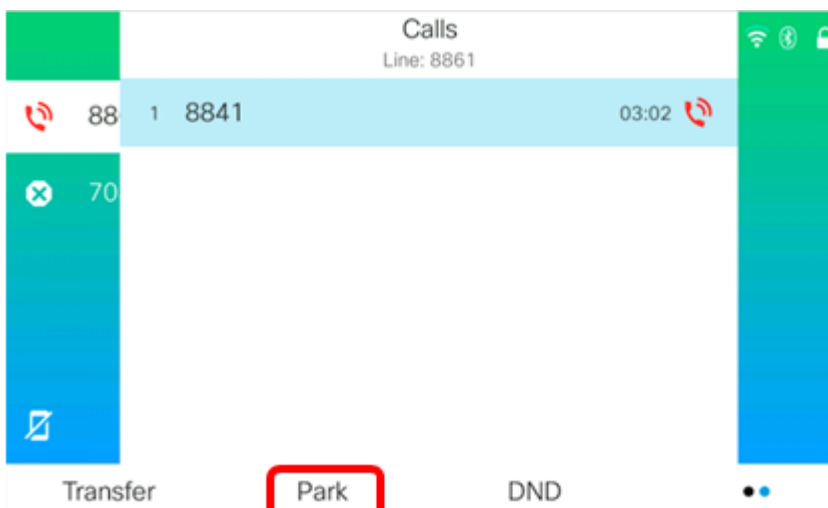 Calls
Line: 8861
88
1 8841 03:02
70
Transfer Park DND